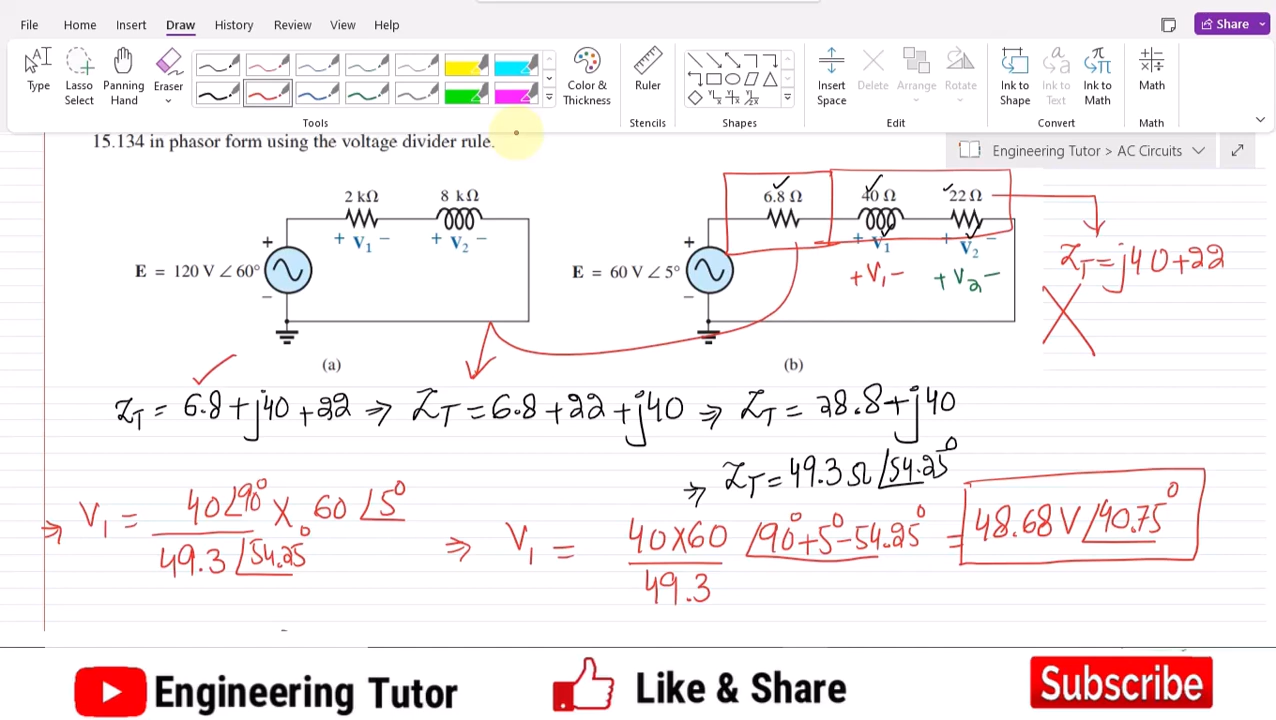 File Home Insert Draw History Review View Help
Share
Type
Lasso Select
Panning Hand
Eraser
Color & Thickness
Ruler
Insert Space
Delete
Arrange
Rotate
Ink to Shape
Ink to Text
Ink to Math
Math
Tools
Stencils
Shapes
Edit
Convert
Math
15.134 in phasor form using the voltage divider rule.
Engineering Tutor > AC Circuits
2 kΩ 8 kΩ
+ V1 − + V2 −
E = 120 V ∠ 60°
+
−
(a)
6.8 Ω 40 Ω 22 Ω
+ V1 + V2 −
+V1− +V2−
E = 60 V ∠ 5°
+
−
(b)
ZT = j40+22
ZT = 6.8+j40+22 ⇒ ZT = 6.8+22+j40 ⇒ ZT = 28.8+j40
⇒ ZT = 49.3Ω ∠54.25°
⇒ V1 = 40∠90° X 60 ∠5° / 49.3 ∠54.25° ⇒ V1 = 40X60 / 49.3 ∠90°+5°−54.25° = 48.68V ∠40.75°
Engineering Tutor
Like & Share
Subscribe